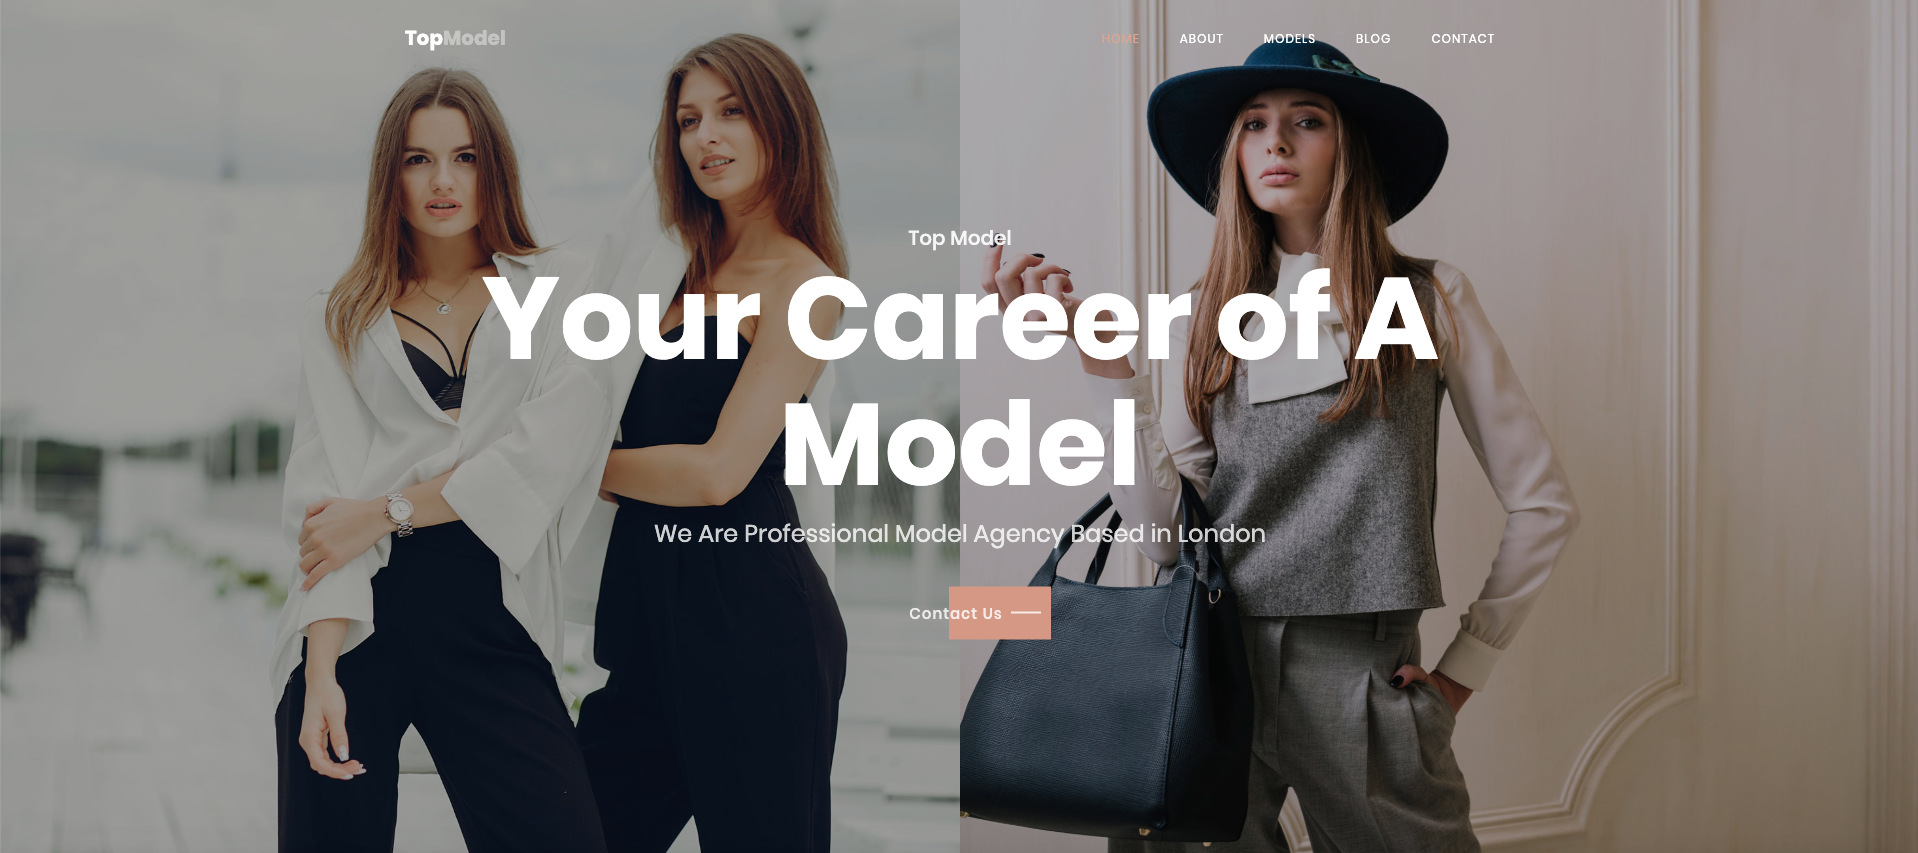 TopModel
HOME ABOUT MODELS BLOG CONTACT
Top Model
Your Career of A
Model
We Are Professional Model Agency Based in London
Contact Us